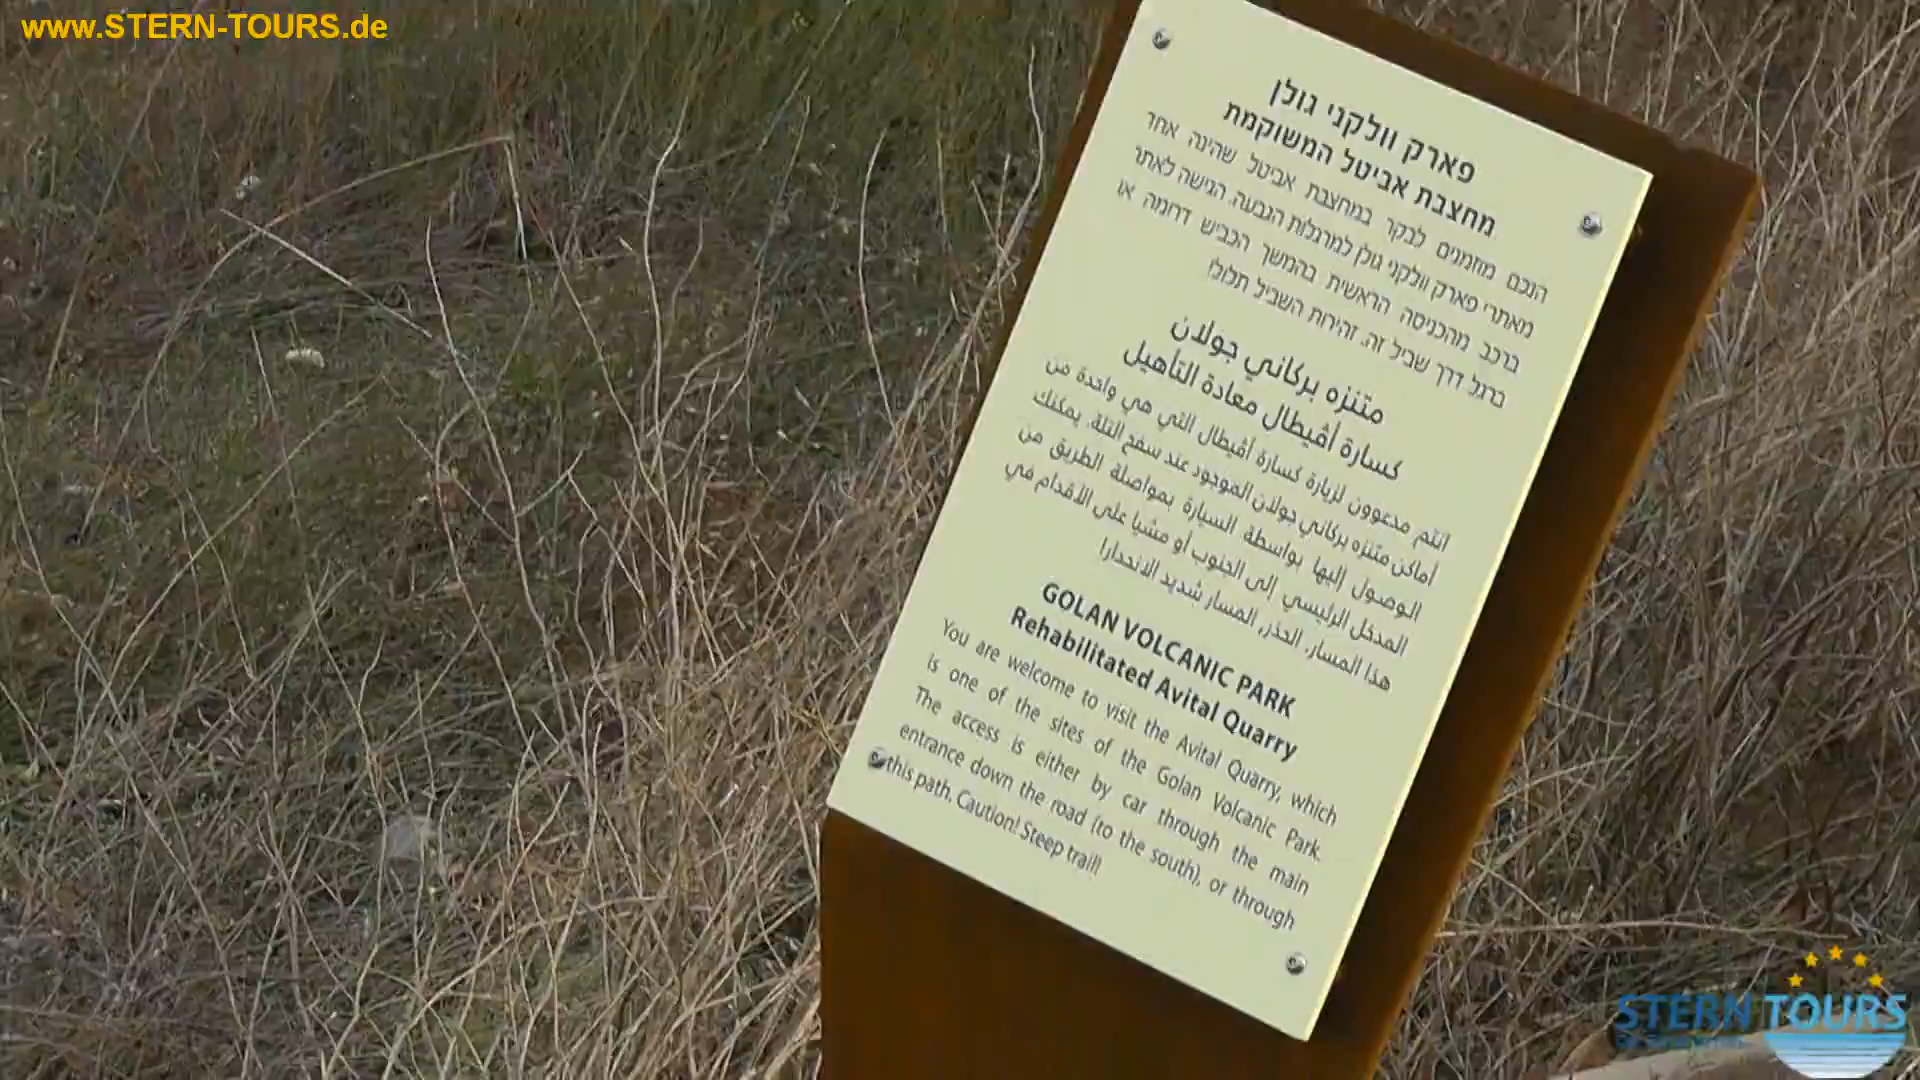 www.STERN-TOURS.de
פארק וולקני גולן
מחצבת אביטל המשוקמת
הנכם מוזמנים לבקר במחצבת אביטל שהינה אחד
מאתרי פארק וולקני גולן למרגלות הגבעה. הגישה לאתר
ברכב מהכניסה הראשית בהמשך הכביש דרומה או
ברגל דרך שביל זה. זהירות השביל תלול!
متنزه بركاني جولان
كسارة أڤيطال معادة التأهيل
انتم مدعوون لزيارة كسارة أڤيطال التي هي واحدة من
أماكن متنزه بركاني جولان الموجود عند سفح التلة. يمكنك
الوصول إليها بواسطة السيارة بمواصلة الطريق من
المدخل الرئيسي إلى الجنوب أو مشيا على الأقدام في
هذا المسار. الحذر، المسار شديد الانحدار!
GOLAN VOLCANIC PARK
Rehabilitated Avital Quarry
You are welcome to visit the Avital Quarry, which
is one of the sites of the Golan Volcanic Park.
The access is either by car through the main
entrance down the road (to the south), or through
this path. Caution! Steep trail!
STERN TOURS